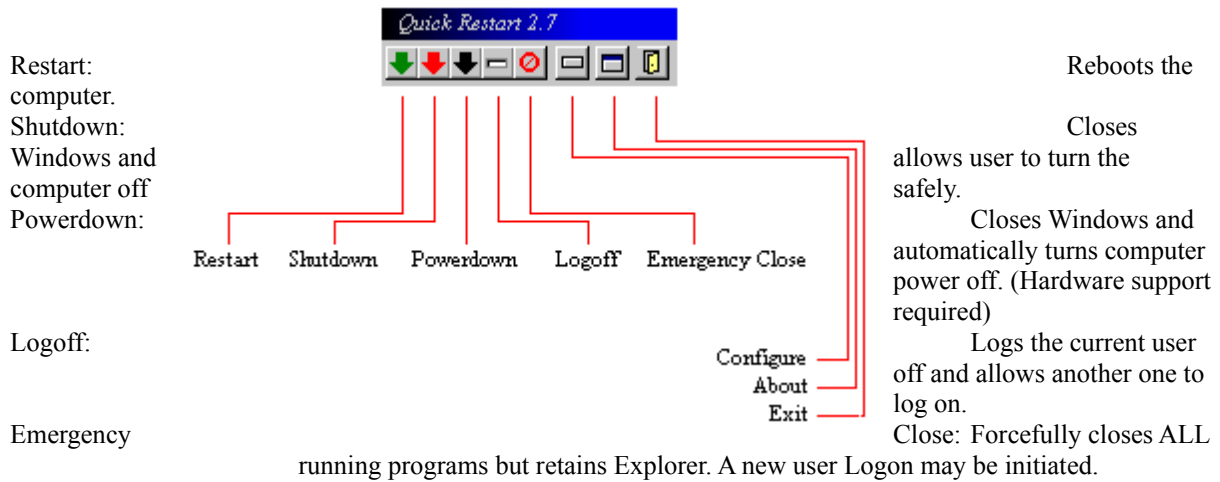 Quick Restart 2.7
Restart: Reboots the
computer.
Shutdown: Closes
Windows and allows user to turn the
computer off safely.
Powerdown: Closes Windows and
automatically turns computer
power off. (Hardware support
required)
Restart Shutdown Powerdown Logoff Emergency Close
Logoff: Logs the current user
off and allows another one to
log on.
Configure
About
Exit
Emergency Close: Forcefully closes ALL
running programs but retains Explorer. A new user Logon may be initiated.